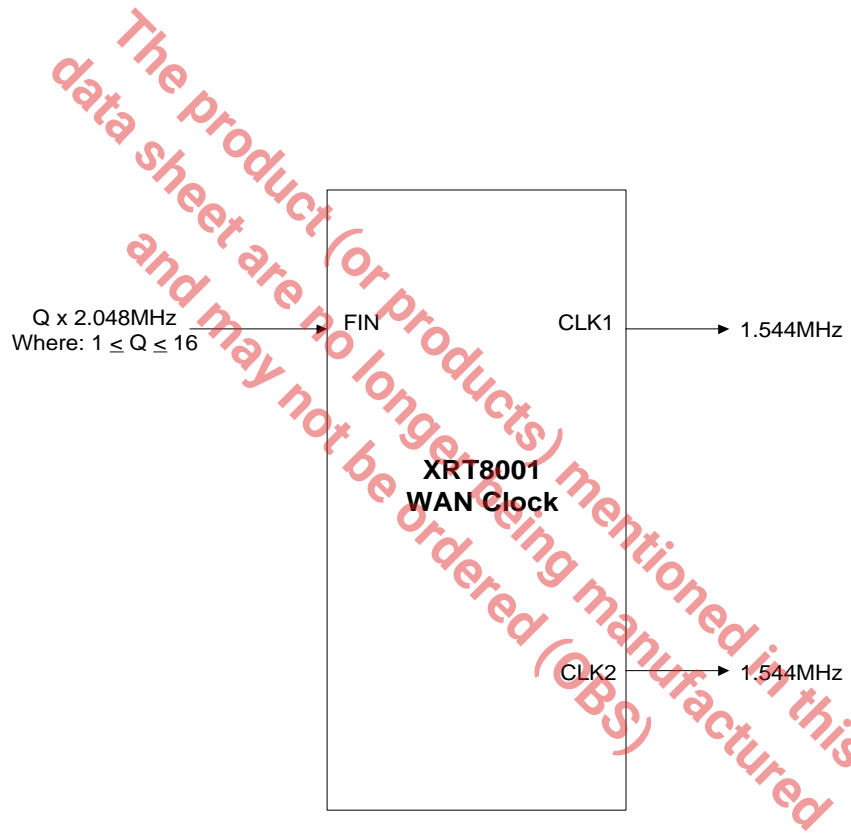 The product (or products) mentioned in this
data sheet are no longer being manufactured
and may not be ordered (OBS)
Q x 2.048MHz
Where: 1 ≤ Q ≤ 16
FIN
CLK1
1.544MHz
XRT8001
WAN Clock
CLK2
1.544MHz